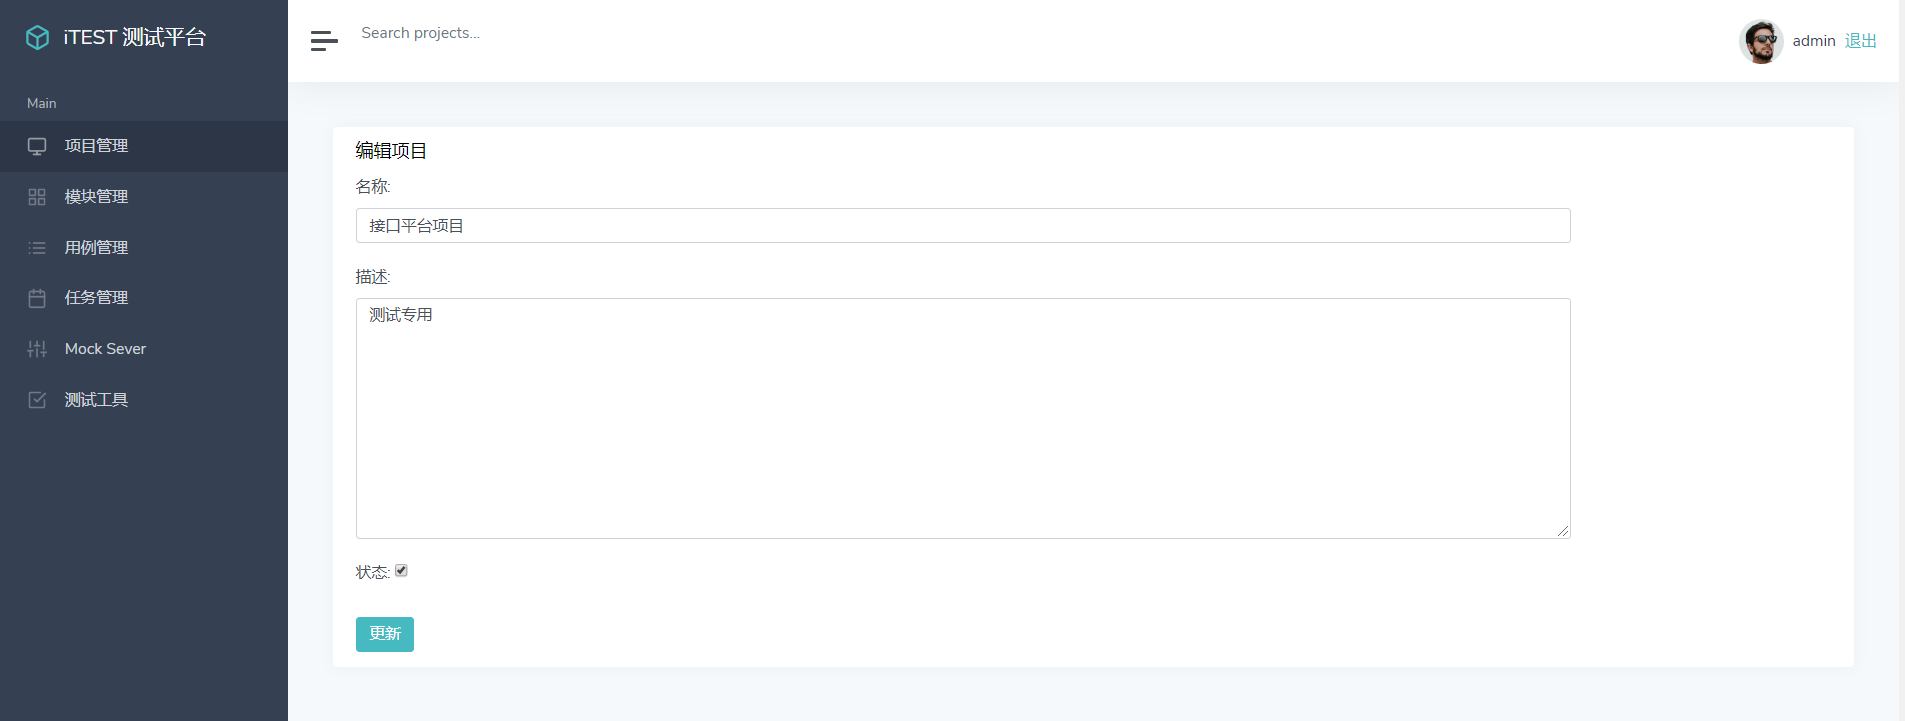 iTEST 测试平台
Search projects...
admin 退出
Main
项目管理
模块管理
用例管理
任务管理
Mock Sever
测试工具
编辑项目
名称:
接口平台项目
描述:
测试专用
状态:
更新